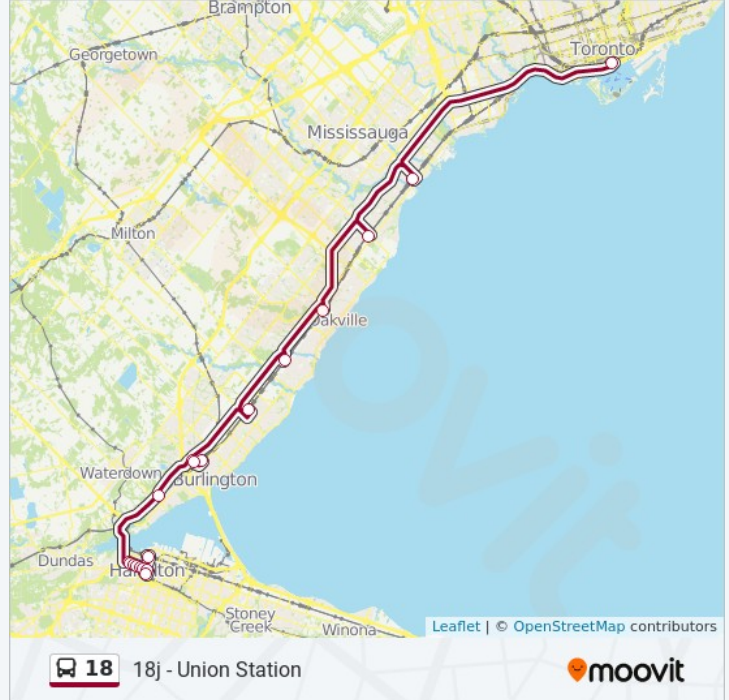 Brampton
Georgetown
Toronto
Mississauga
Milton
Oakville
Waterdown
Burlington
Dundas
Hamilton
Stoney
Creek
Winona
moovit
Leaflet | © OpenStreetMap contributors
18 18j - Union Station
moovit